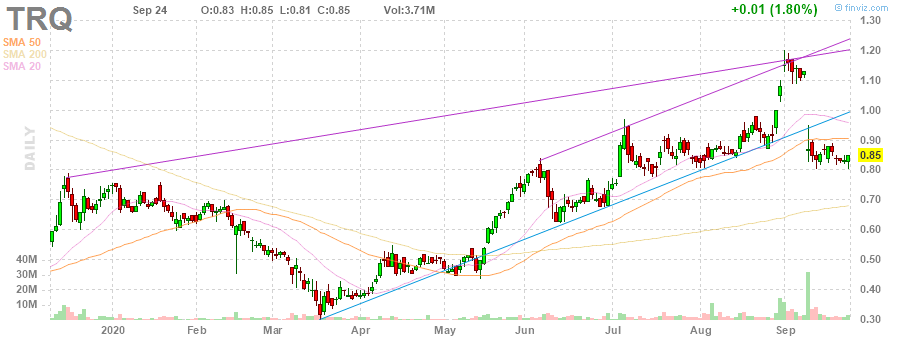 TRQ
Sep 24 O:0.83 H:0.85 L:0.81 C:0.85 Vol:3.71M +0.01 (1.80%) © finviz.com
SMA 50
SMA 200
SMA 20
DAILY
1.30
1.20
1.10
1.00
0.90
0.85
0.80
0.70
0.60
0.50
0.40
0.30
40M
30M
20M
10M
2020 Feb Mar Apr May Jun Jul Aug Sep